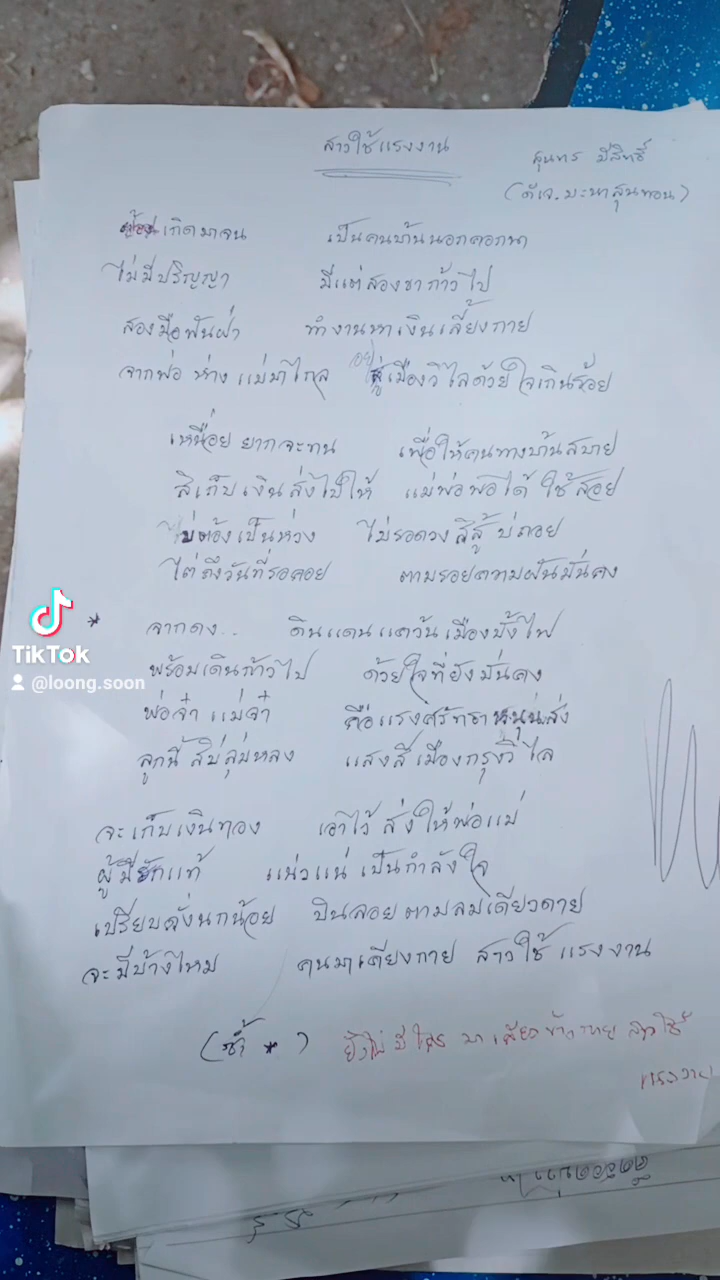 สาวใช้แรงงาน
สุนทร มีสิทธิ์
(ดีเจ.มะนาสุนทอน)
เกิดมาจน เป็นคนบ้านนอกคอกนา
ไม่มีปริญญา มีแต่สองขาก้าวไป
สองมือฟันฝ่า ทำงานหาเงินเลี้ยงกาย
จากพ่อ ห่างแม่มาไกล อยู่เมืองวิไลด้วยใจเกินร้อย
เหนื่อยยากจะทน เพื่อให้คนทางบ้านสบาย
สิเก็บเงินส่งไปให้ แม่พ่อพอได้ใช้สอย
บ่ต้องเป็นห่วง ไม่รอดวงสิสู้บ่ถอย
ไต่ถึงวันที่รอคอย ตามรอยความฝันมั่นคง
* จากดง.. ดินแดนแดวันเมืองบั้งไฟ
พร้อมเดินก้าวไป ด้วยใจที่ยังมั่นคง
พ่อจ๋า แม่จ๋า คือแรงศรัทธาหนุนส่ง
ลูกนี้สิบ่ลุ่มหลง แสงสีเมืองกรุงวิไล
จะเก็บเงินทอง เอาไว้ส่งให้พ่อแม่
ผู้มีรักแท้ แน่วแน่เป็นกำลังใจ
เปรียบดั่งนกน้อย บินลอยตามลมเดียวดาย
จะมีบ้างไหม คนมาเคียงกาย สาวใช้แรงงาน
(ซ้ำ *) ยังไม่มีใคร มาเคียงข้างกาย สาวใช้
แรงงาน
TikTok
@loong.soon